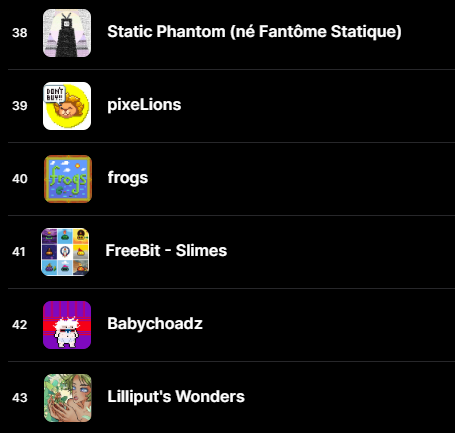 38
Static Phantom (né Fantôme Statique)
39
DON'T
BUY!!
pixeLions
40
frogs
frogs
41
FreeBit - Slimes
42
Babychoadz
43
Lilliput's Wonders